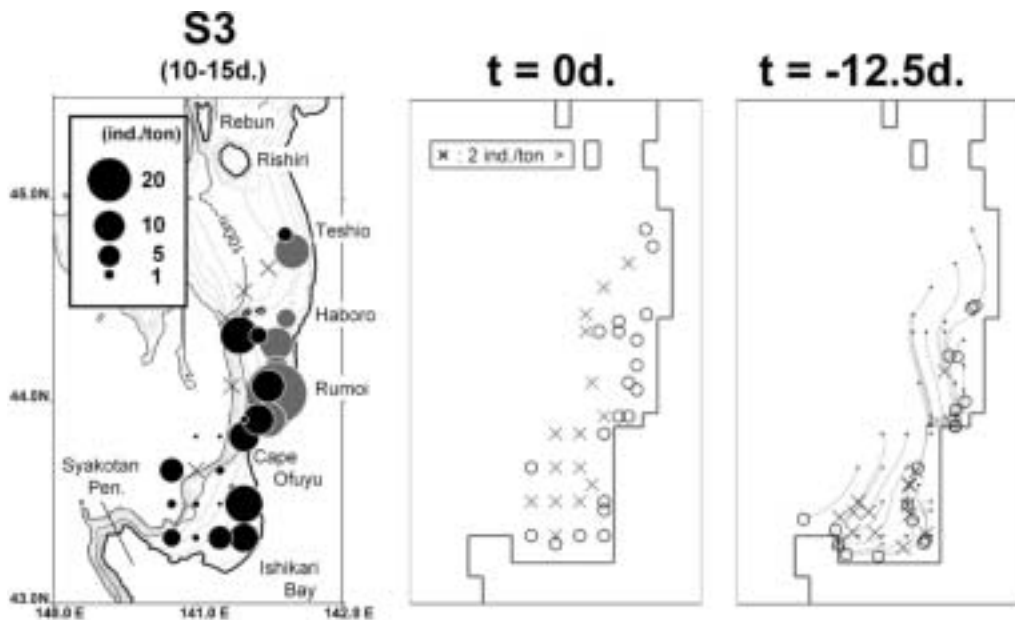 S3
(10-15d.)
t = 0d.
t = -12.5d.
(ind./ton)
20
10
5
1
Rebun
Rishiri
45.0N
100m
Teshio
Haboro
Rumoi
44.0N
Cape
Ofuyu
Syakotan
Pen.
Ishikari
Bay
43.0N
140.0 E
141.0 E
142.0 E
× : 2 ind./ton >